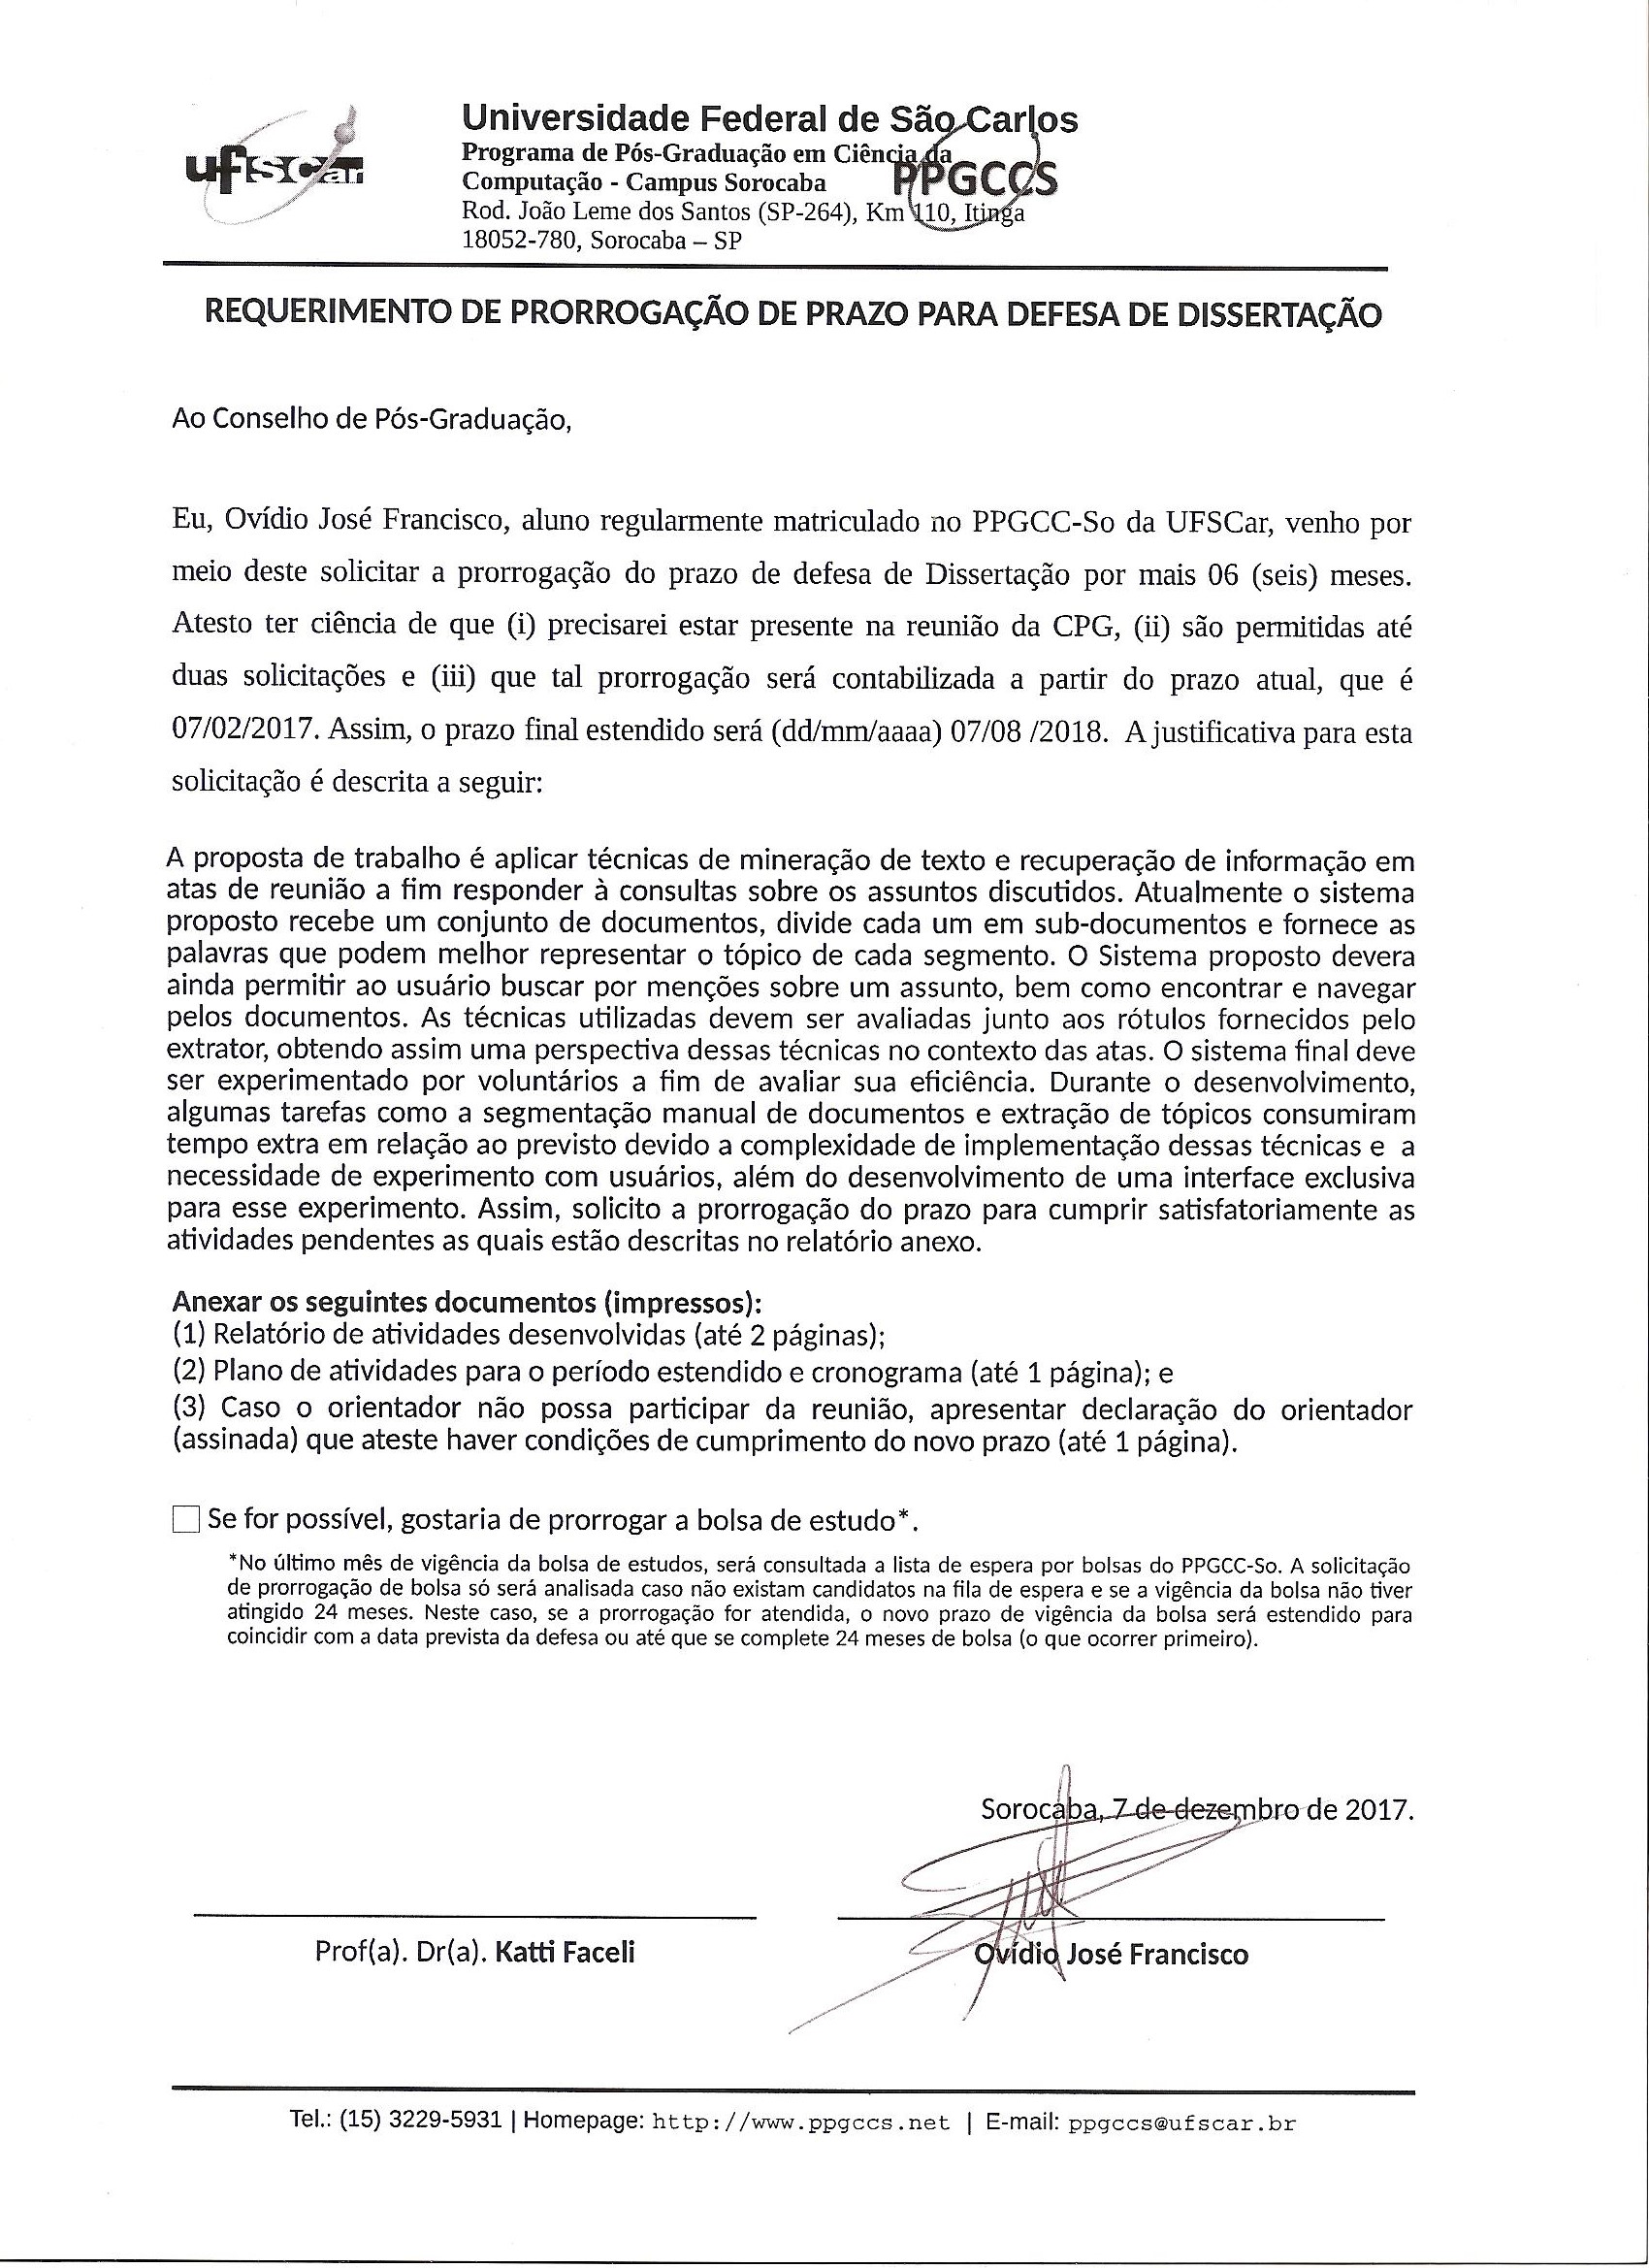 ufscar
Universidade Federal de São Carlos
Programa de Pós-Graduação em Ciência da
PPGCCS
Computação - Campus Sorocaba
Rod. João Leme dos Santos (SP-264), Km 110, Itinga
18052-780, Sorocaba – SP
REQUERIMENTO DE PRORROGAÇÃO DE PRAZO PARA DEFESA DE DISSERTAÇÃO
Ao Conselho de Pós-Graduação,
Eu, Ovídio José Francisco, aluno regularmente matriculado no PPGCC-So da UFSCar, venho por
meio deste solicitar a prorrogação do prazo de defesa de Dissertação por mais 06 (seis) meses.
Atesto ter ciência de que (i) precisarei estar presente na reunião da CPG, (ii) são permitidas até
duas solicitações e (iii) que tal prorrogação será contabilizada a partir do prazo atual, que é
07/02/2017. Assim, o prazo final estendido será (dd/mm/aaaa) 07/08 /2018. A justificativa para esta
solicitação é descrita a seguir:
A proposta de trabalho é aplicar técnicas de mineração de texto e recuperação de informação em
atas de reunião a fim responder à consultas sobre os assuntos discutidos. Atualmente o sistema
proposto recebe um conjunto de documentos, divide cada um em sub-documentos e fornece as
palavras que podem melhor representar o tópico de cada segmento. O Sistema proposto devera
ainda permitir ao usuário buscar por menções sobre um assunto, bem como encontrar e navegar
pelos documentos. As técnicas utilizadas devem ser avaliadas junto aos rótulos fornecidos pelo
extrator, obtendo assim uma perspectiva dessas técnicas no contexto das atas. O sistema final deve
ser experimentado por voluntários a fim de avaliar sua eficiência. Durante o desenvolvimento,
algumas tarefas como a segmentação manual de documentos e extração de tópicos consumiram
tempo extra em relação ao previsto devido a complexidade de implementação dessas técnicas e a
necessidade de experimento com usuários, além do desenvolvimento de uma interface exclusiva
para esse experimento. Assim, solicito a prorrogação do prazo para cumprir satisfatoriamente as
atividades pendentes as quais estão descritas no relatório anexo.
Anexar os seguintes documentos (impressos):
(1) Relatório de atividades desenvolvidas (até 2 páginas);
(2) Plano de atividades para o período estendido e cronograma (até 1 página); e
(3) Caso o orientador não possa participar da reunião, apresentar declaração do orientador
(assinada) que ateste haver condições de cumprimento do novo prazo (até 1 página).
Se for possível, gostaria de prorrogar a bolsa de estudo*.
*No último mês de vigência da bolsa de estudos, será consultada a lista de espera por bolsas do PPGCC-So. A solicitação
de prorrogação de bolsa só será analisada caso não existam candidatos na fila de espera e se a vigência da bolsa não tiver
atingido 24 meses. Neste caso, se a prorrogação for atendida, o novo prazo de vigência da bolsa será estendido para
coincidir com a data prevista da defesa ou até que se complete 24 meses de bolsa (o que ocorrer primeiro).
Sorocaba, 7 de dezembro de 2017.
Prof(a). Dr(a). Katti Faceli
Ovídio José Francisco
Tel.: (15) 3229-5931 | Homepage: http://www.ppgccs.net | E-mail: ppgccs@ufscar.br